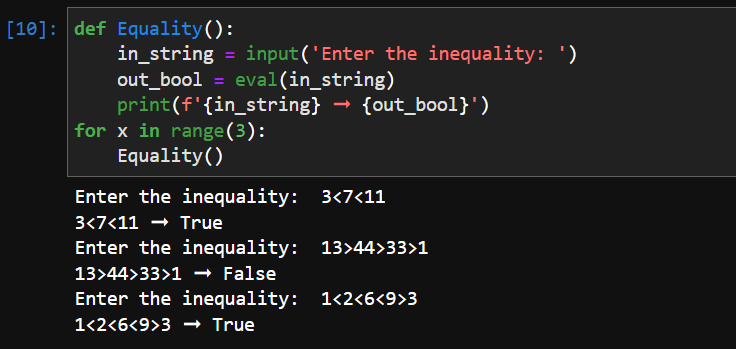 [10]: def Equality():
    in_string = input('Enter the inequality: ')
    out_bool = eval(in_string)
    print(f'{in_string} → {out_bool}')
for x in range(3):
    Equality()
Enter the inequality:  3<7<11
3<7<11 → True
Enter the inequality:  13>44>33>1
13>44>33>1 → False
Enter the inequality:  1<2<6<9>3
1<2<6<9>3 → True